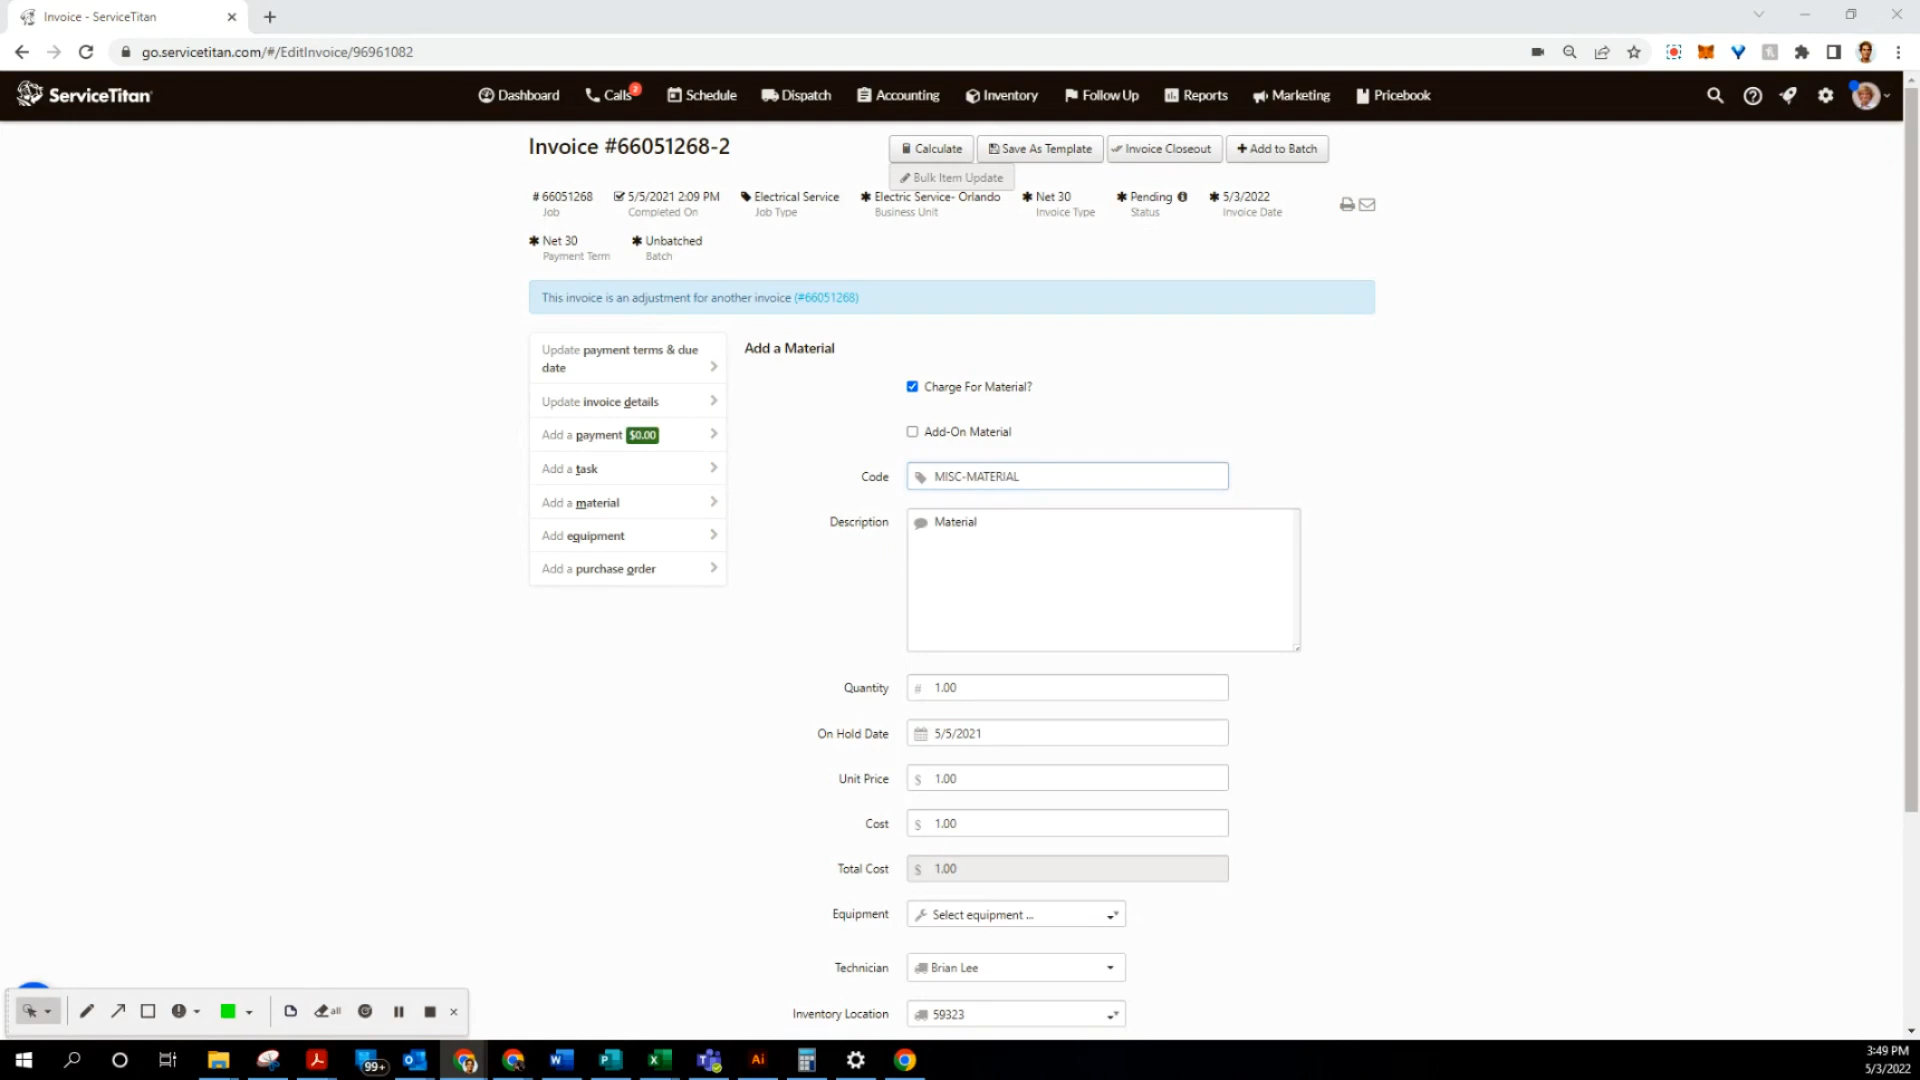 Invoice - ServiceTitan
go.servicetitan.com/#/EditInvoice/96961082
ServiceTitan
Dashboard
Calls 2
Schedule
Dispatch
Accounting
Inventory
Follow Up
Reports
Marketing
Pricebook
Invoice #66051268-2
Calculate
Save As Template
Invoice Closeout
+ Add to Batch
Bulk Item Update
# 66051268
Job
5/5/2021 2:09 PM
Completed On
Electrical Service
Job Type
Electric Service- Orlando
Business Unit
Net 30
Invoice Type
Pending
Status
5/3/2022
Invoice Date
Net 30
Payment Term
Unbatched
Batch
This invoice is an adjustment for another invoice (#66051268)
Update payment terms & due
date
Update invoice details
Add a payment $0.00
Add a task
Add a material
Add equipment
Add a purchase order
Add a Material
Charge For Material?
Add-On Material
Code
MISC-MATERIAL
Description
Material
Quantity
# 1.00
On Hold Date
5/5/2021
Unit Price
$ 1.00
Cost
$ 1.00
Total Cost
$ 1.00
Equipment
Select equipment ...
Technician
Brian Lee
Inventory Location
59323
all
99+
Ai
3:49 PM
5/3/2022